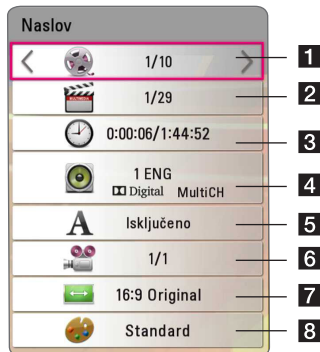 Naslov
1/10 1
1/29 2
0:00:06/1:44:52 3
1 ENG
Digital MultiCH 4
A Isključeno 5
1/1 6
16:9 Original 7
Standard 8